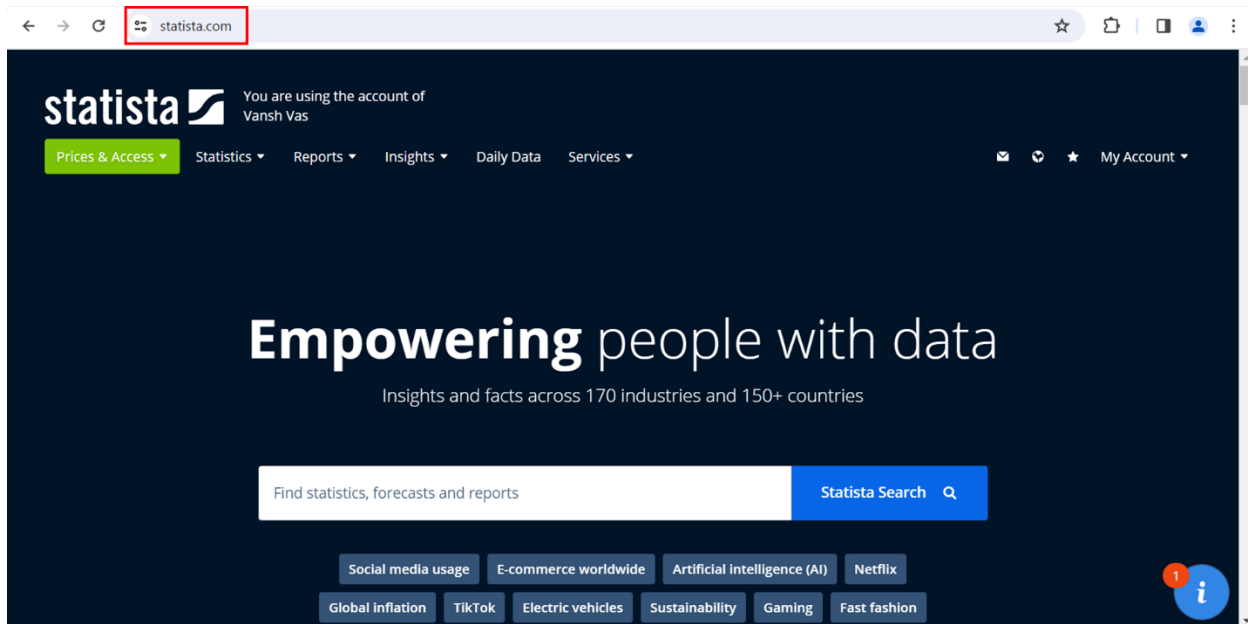 statista.com
statista
You are using the account of
Vansh Vas
Prices & Access Statistics Reports Insights Daily Data Services My Account
Empowering people with data
Insights and facts across 170 industries and 150+ countries
Find statistics, forecasts and reports Statista Search
Social media usage E-commerce worldwide Artificial intelligence (AI) Netflix
Global inflation TikTok Electric vehicles Sustainability Gaming Fast fashion
1
i